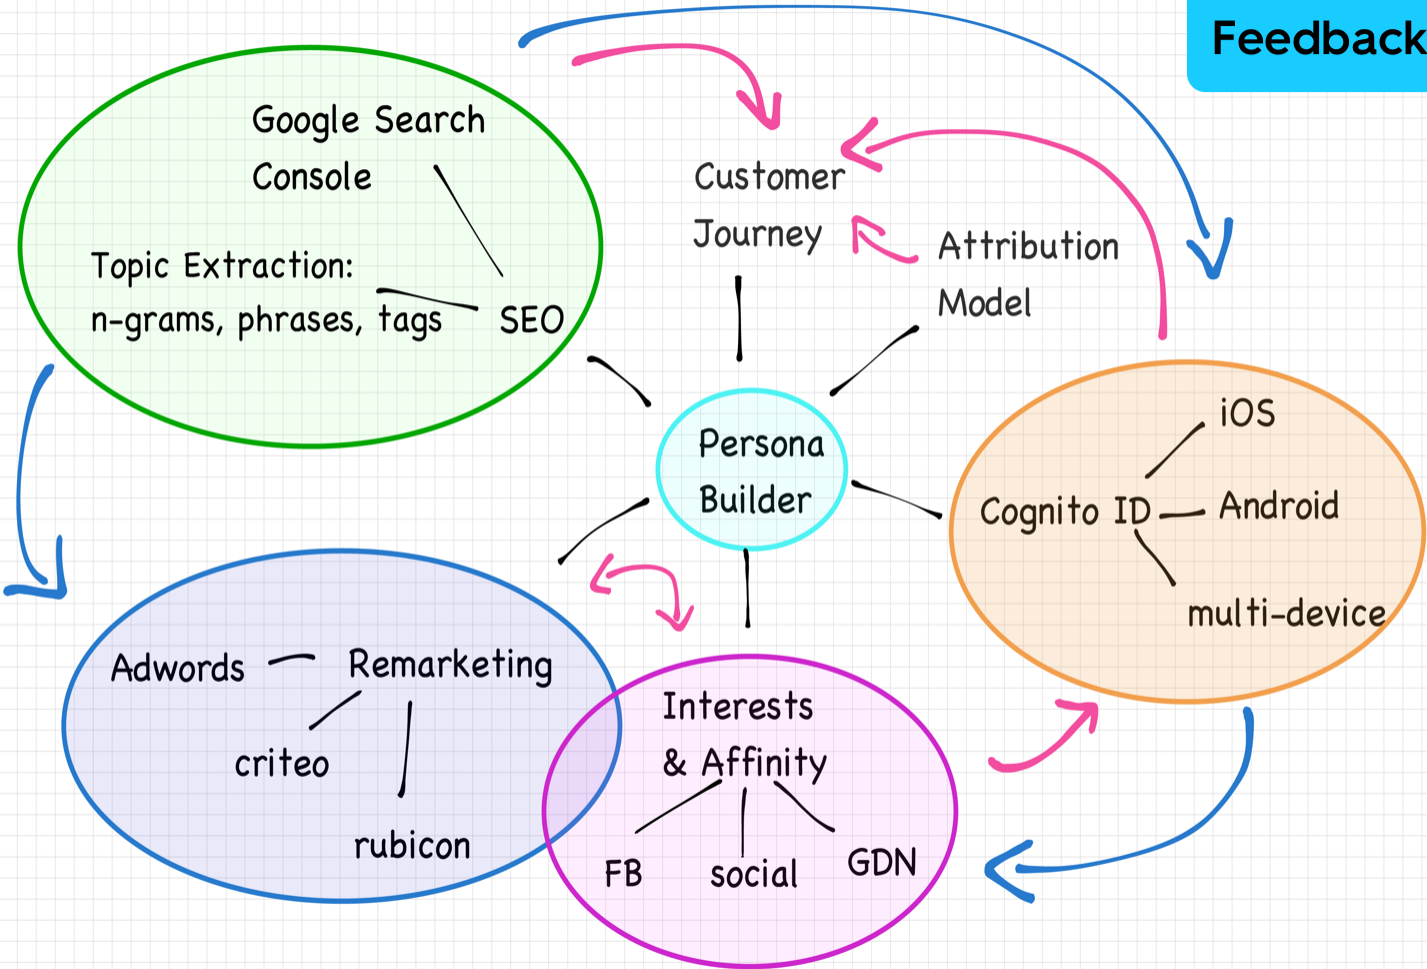 Feedback
Google Search
Console
Topic Extraction:
n-grams, phrases, tags
SEO
Customer
Journey
Attribution
Model
Persona
Builder
iOS
Cognito ID
Android
multi-device
Adwords
Remarketing
criteo
rubicon
Interests
& Affinity
FB
social
GDN